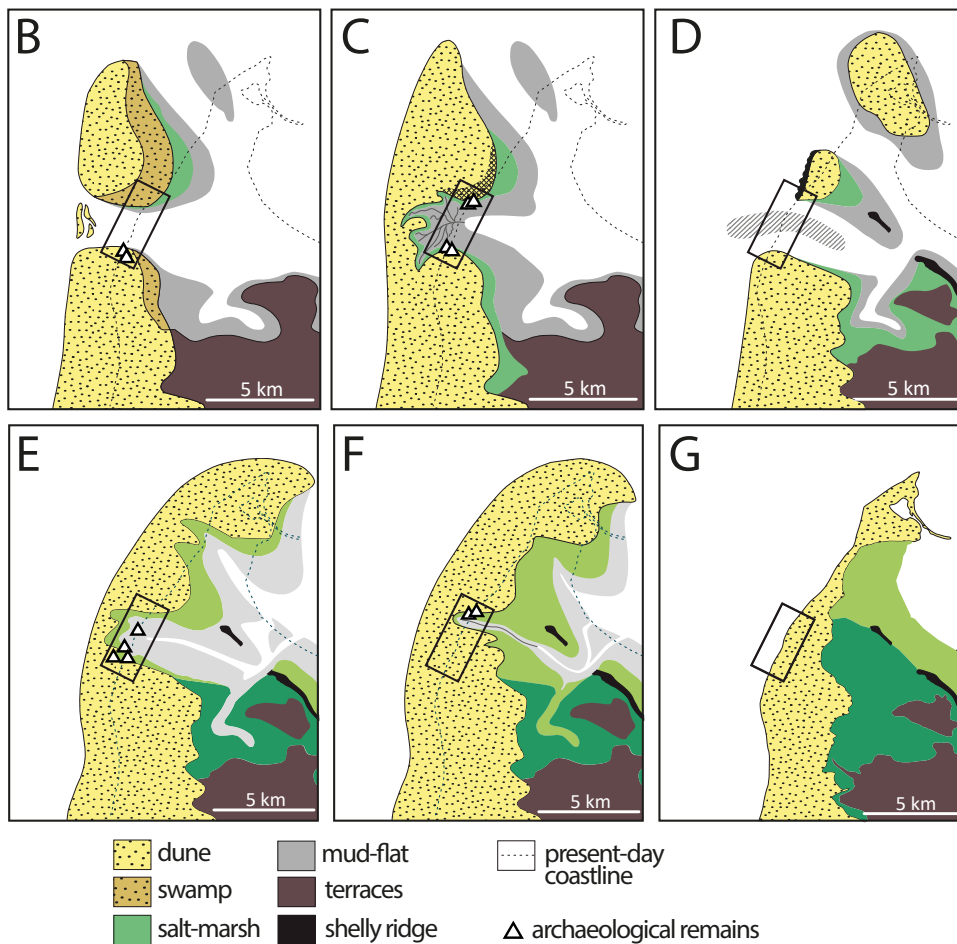 B
C
D
5 km
5 km
5 km
E
F
G
5 km
5 km
5 km
dune
mud-flat
present-day
coastline
swamp
terraces
salt-marsh
shelly ridge
archaeological remains